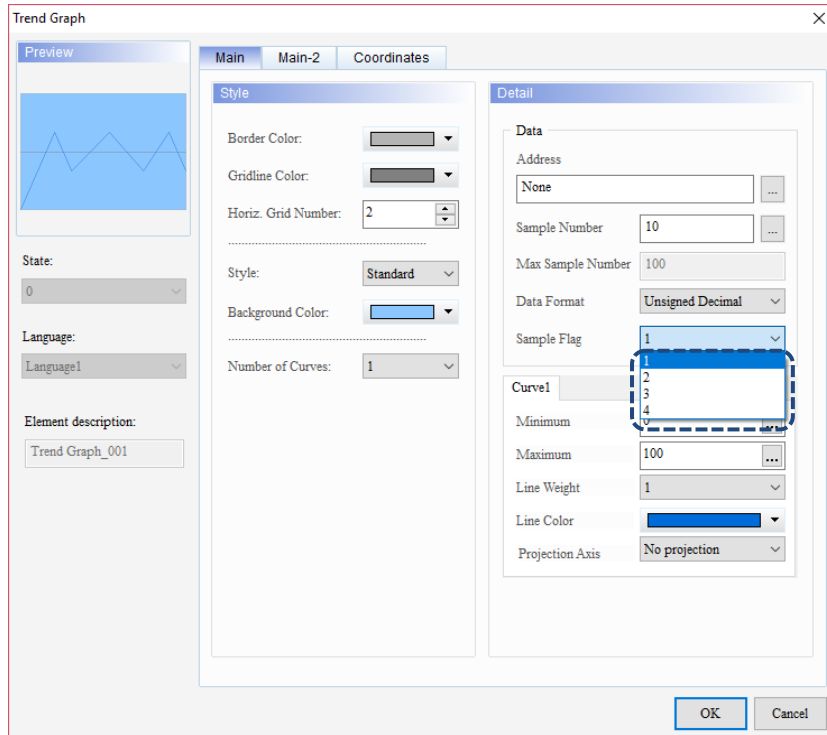 Trend Graph
Preview
State:
0
Language:
Language1
Element description:
Trend Graph_001
Main
Main-2
Coordinates
Style
Border Color:
Gridline Color:
Horiz. Grid Number:
2
Style:
Standard
Background Color:
Number of Curves:
1
Detail
Data
Address
None
...
Sample Number
10
...
Max Sample Number
100
Data Format
Unsigned Decimal
Sample Flag
1
1
2
3
4
Curve1
Minimum
0
...
Maximum
100
...
Line Weight
1
Line Color
Projection Axis
No projection
OK
Cancel